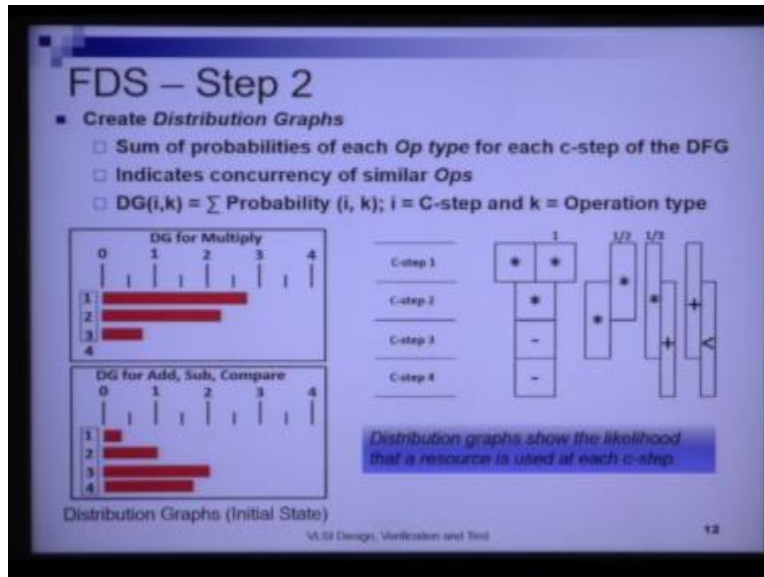 FDS – Step 2
Create Distribution Graphs
Sum of probabilities of each Op type for each c-step of the DFG
Indicates concurrency of similar Ops
DG(i,k) = ∑ Probability (i, k); i = C-step and k = Operation type
DG for Multiply
0 1 2 3 4
1
2
3
4
DG for Add, Sub, Compare
0 1 2 3 4
1
2
3
4
Distribution Graphs (Initial State)
1 1/2 1/3
C-step 1 * * * * +
C-step 2 * * + <
C-step 3 -
C-step 4 -
Distribution graphs show the likelihood
that a resource is used at each c-step.
VLSI Design, Verification and Test
12